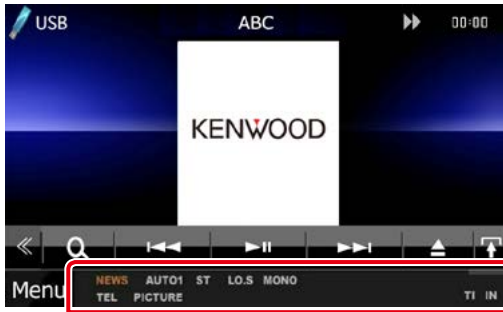 USB ABC 00:00
KENWOOD
Menu
NEWS AUTO1 ST LO.S MONO
TEL PICTURE TI IN